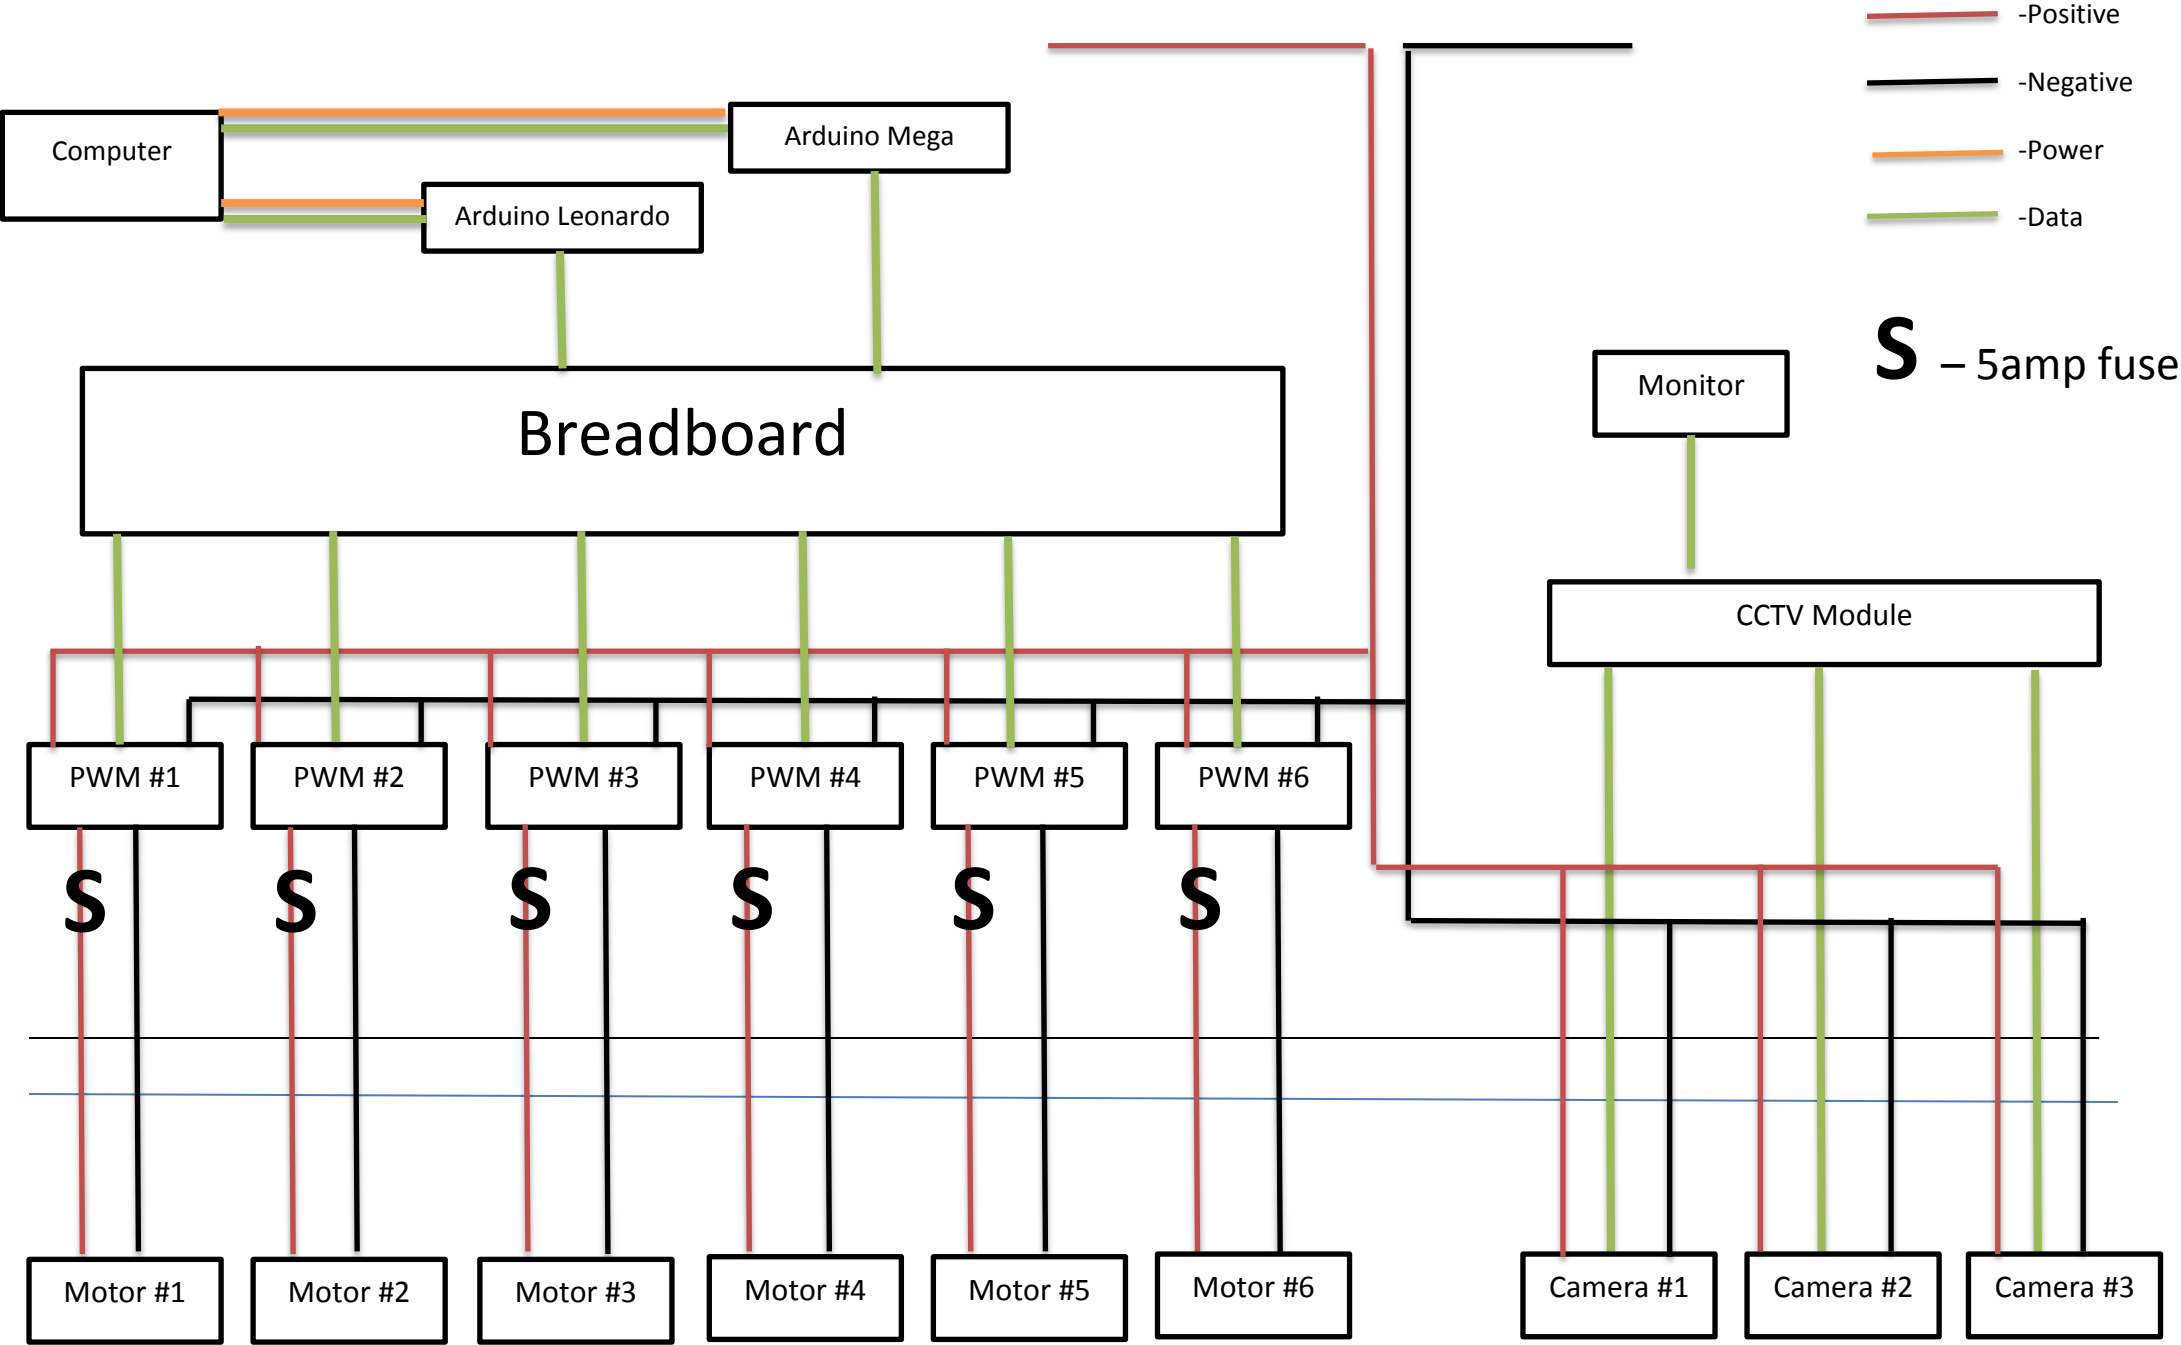 -Positive
-Negative
Computer
Arduino Mega
-Power
Arduino Leonardo
-Data
S – 5amp fuse
Monitor
Breadboard
CCTV Module
PWM #1
PWM #2
PWM #3
PWM #4
PWM #5
PWM #6
S
S
S
S
S
S
Motor #1
Motor #2
Motor #3
Motor #4
Motor #5
Motor #6
Camera #1
Camera #2
Camera #3